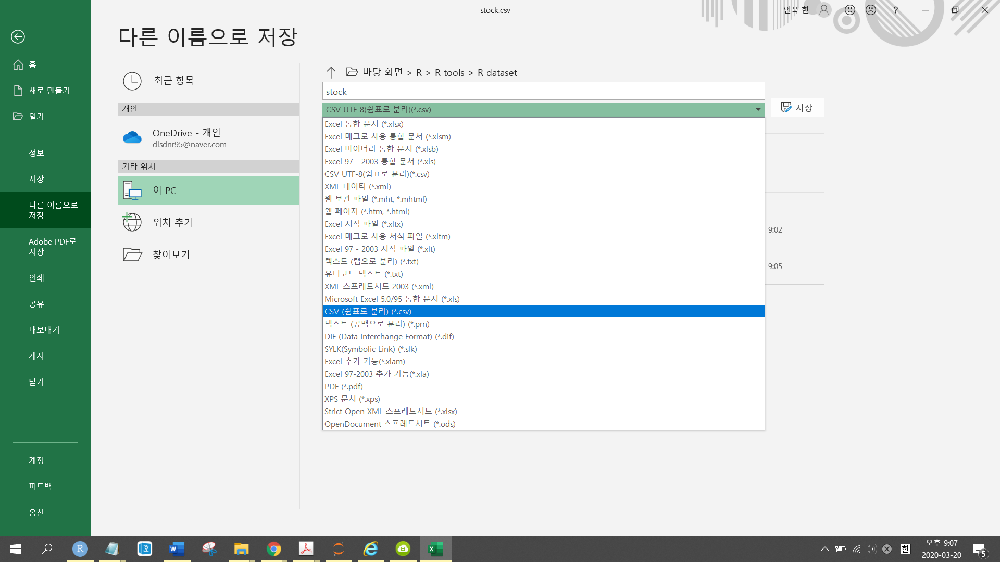 stock.csv
인욱 한
?
다른 이름으로 저장
홈
새로 만들기
열기
정보
저장
다른 이름으로
저장
Adobe PDF로
저장
인쇄
공유
내보내기
게시
닫기
계정
피드백
옵션
최근 항목
개인
OneDrive - 개인
dlsdnr95@naver.com
기타 위치
이 PC
위치 추가
찾아보기
바탕 화면 > R > R tools > R dataset
stock
CSV UTF-8(쉼표로 분리)(*.csv)
저장
Excel 통합 문서 (*.xlsx)
Excel 매크로 사용 통합 문서 (*.xlsm)
Excel 바이너리 통합 문서 (*.xlsb)
Excel 97 - 2003 통합 문서 (*.xls)
CSV UTF-8(쉼표로 분리)(*.csv)
XML 데이터 (*.xml)
웹 보관 파일 (*.mht, *.mhtml)
웹 페이지 (*.htm, *.html)
Excel 서식 파일 (*.xltx)
Excel 매크로 사용 서식 파일 (*.xltm)
Excel 97 - 2003 서식 파일 (*.xlt)
텍스트 (탭으로 분리) (*.txt)
유니코드 텍스트 (*.txt)
XML 스프레드시트 2003 (*.xml)
Microsoft Excel 5.0/95 통합 문서 (*.xls)
CSV (쉼표로 분리) (*.csv)
텍스트 (공백으로 분리) (*.prn)
DIF (Data Interchange Format) (*.dif)
SYLK(Symbolic Link) (*.slk)
Excel 추가 기능(*.xlam)
Excel 97-2003 추가 기능(*.xla)
PDF (*.pdf)
XPS 문서 (*.xps)
Strict Open XML 스프레드시트 (*.xlsx)
OpenDocument 스프레드시트 (*.ods)
9:02
9:05
한
오후 9:07
2020-03-20
5